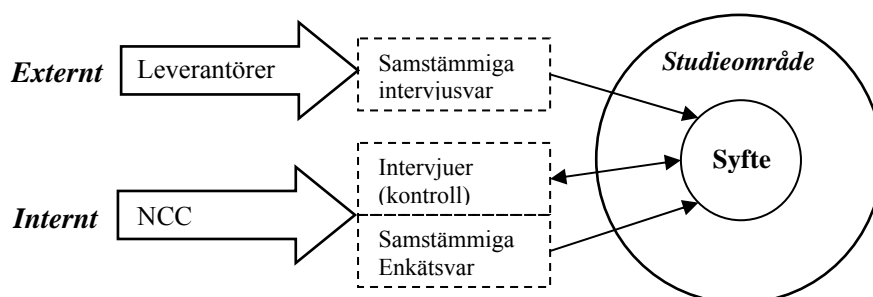 Externt
Leverantörer
Samstämmiga
intervjusvar
Studieområde
Syfte
Internt
NCC
Intervjuer
(kontroll)
Samstämmiga
Enkätsvar